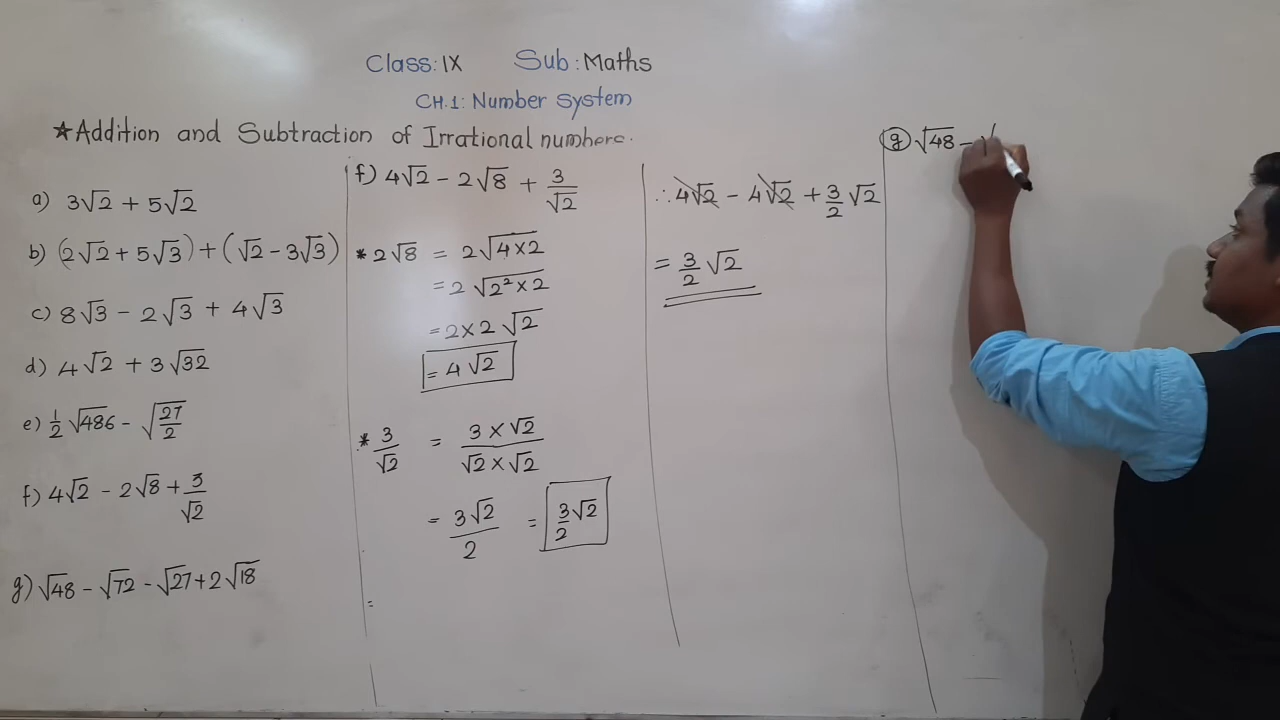 Class: IX Sub: Maths
CH.1: Number system
★ Addition and Subtraction of Irrational numbers.
a) 3√2 + 5√2
b) (2√2 + 5√3) + (√2 - 3√3)
c) 8√3 - 2√3 + 4√3
d) 4√2 + 3√32
e) 1/2 √486 - √(27/2)
f) 4√2 - 2√8 + 3/√2
g) √48 - √72 - √27 + 2√18
f) 4√2 - 2√8 + 3/√2
* 2√8 = 2√(4×2)
= 2√(2²×2)
= 2×2√2
= 4√2
* 3/√2 = (3×√2)/(√2×√2)
= 3√2/2 = 3/2 √2
=
∴ 4√2 - 4√2 + 3/2 √2
= 3/2 √2
g) √48 - √